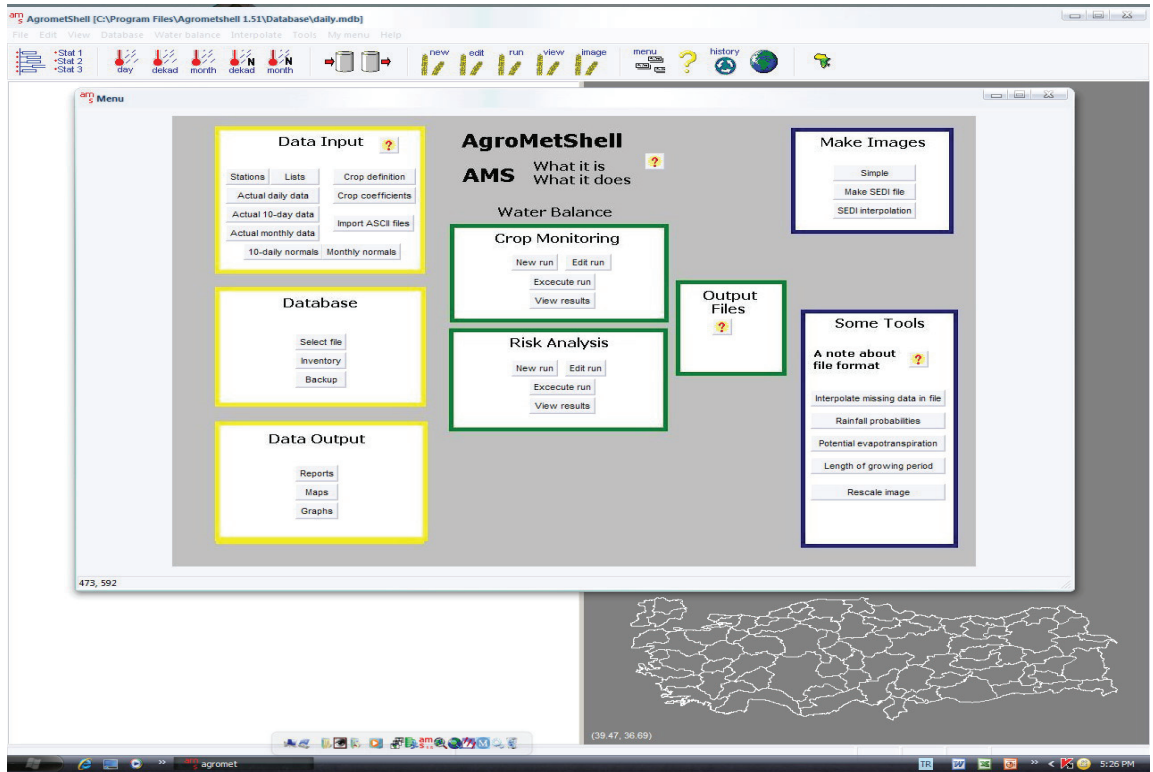 ams AgrometShell [C:\Program Files\Agrometshell 1.51\Database\daily.mdb]
File Edit View Database Water balance Interpolate Tools My menu Help
Stat 1
Stat 2
Stat 3
day
dekad
month
N dekad
N month
new
edit
run
view
image
menu
?
history
ams Menu
Data Input ?
Stations Lists Crop definition
Actual daily data Crop coefficients
Actual 10-day data
Import ASCII files
Actual monthly data
10-daily normals Monthly normals
Database
Select file
Inventory
Backup
Data Output
Reports
Maps
Graphs
AgroMetShell
AMS
What it is
What it does
?
Water Balance
Crop Monitoring
New run Edit run
Excecute run
View results
Risk Analysis
New run Edit run
Excecute run
View results
Output
Files
?
Make Images
Simple
Make SEDI file
SEDI interpolation
Some Tools
A note about
file format
?
Interpolate missing data in file
Rainfall probabilities
Potential evapotranspiration
Length of growing period
Rescale image
473, 592
(39.47, 36.69)
agromet
TR
5:26 PM